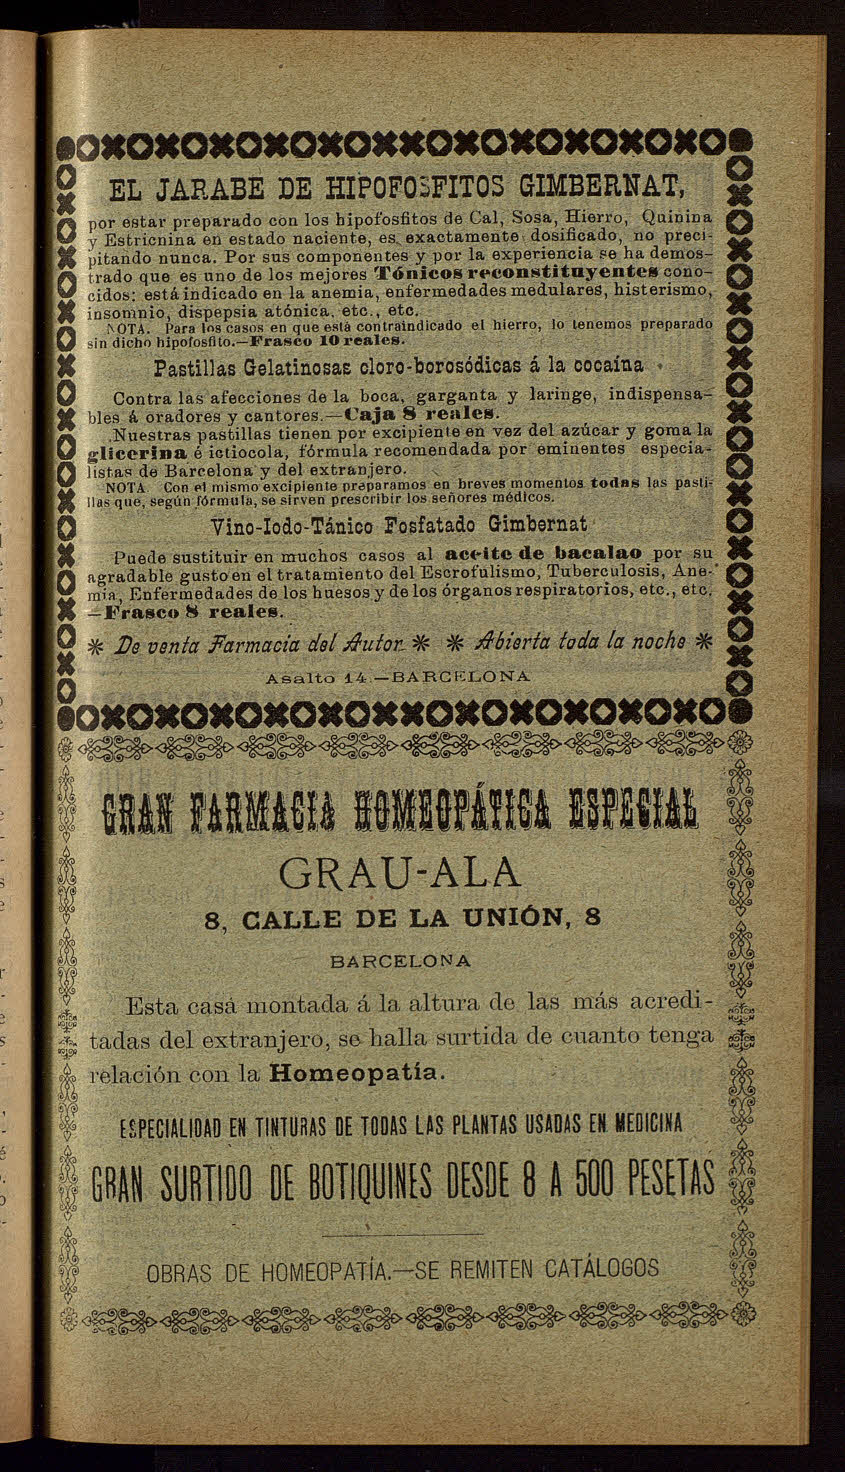 EL JARABE DE HIPOFOSFITOS GIMBERNAT,
por estar preparado con los hipofosfitos de Cal, Sosa, Hierro, Quinina
y Estricnina en estado naciente, es exactamente dosificado, no preci-
pitando nunca. Por sus componentes y por la experiencia se ha demos-
trado que es uno de los mejores Tónicos reconstituyentes cono-
cidos; está indicado en la anemia, enfermedades medulares, histerismo,
insomnio, dispepsia atónica, etc., etc.
NOTA. Para los casos en que está contraindicado el hierro, lo tenemos preparado
sin dicho hipofosfito.—Frasco 10 reales.
Pastillas Gelatinosas cloro-borosódicas á la cocaína
Contra las afecciones de la boca, garganta y laringe, indispensa-
bles á oradores y cantores.—Caja 8 reales.
Nuestras pastillas tienen por excipiente en vez del azúcar y goma la
glicerina é ictiocola, fórmula recomendada por eminentes especia-
listas de Barcelona y del extranjero.
NOTA. Con el mismo excipiente preparamos en breves momentos todas las pasti-
llas que, según fórmula, se sirven prescribir los señores médicos.
Vino-Iodo-Tánico Fosfatado Gimbernat
Puede sustituir en muchos casos al aceite de bacalao por su
agradable gusto en el tratamiento del Escrofulismo, Tuberculosis, Ane-
mia, Enfermedades de los huesos y de los órganos respiratorios, etc., etc.
—Frasco 8 reales.
* De venta Farmacia del Autor * * Abierta toda la noche *
Asalto 14.—BARCELONA
GRAN FARMACIA HOMEOPÁTICA ESPECIAL
GRAU-ALA
8, CALLE DE LA UNIÓN, 8
BARCELONA
Esta casa montada á la altura de las más acredi-
tadas del extranjero, se halla surtida de cuanto tenga
relación con la Homeopatía.
ESPECIALIDAD EN TINTURAS DE TODAS LAS PLANTAS USADAS EN MEDICINA
GRAN SURTIDO DE BOTIQUINES DESDE 8 A 500 PESETAS
OBRAS DE HOMEOPATÍA.—SE REMITEN CATÁLOGOS